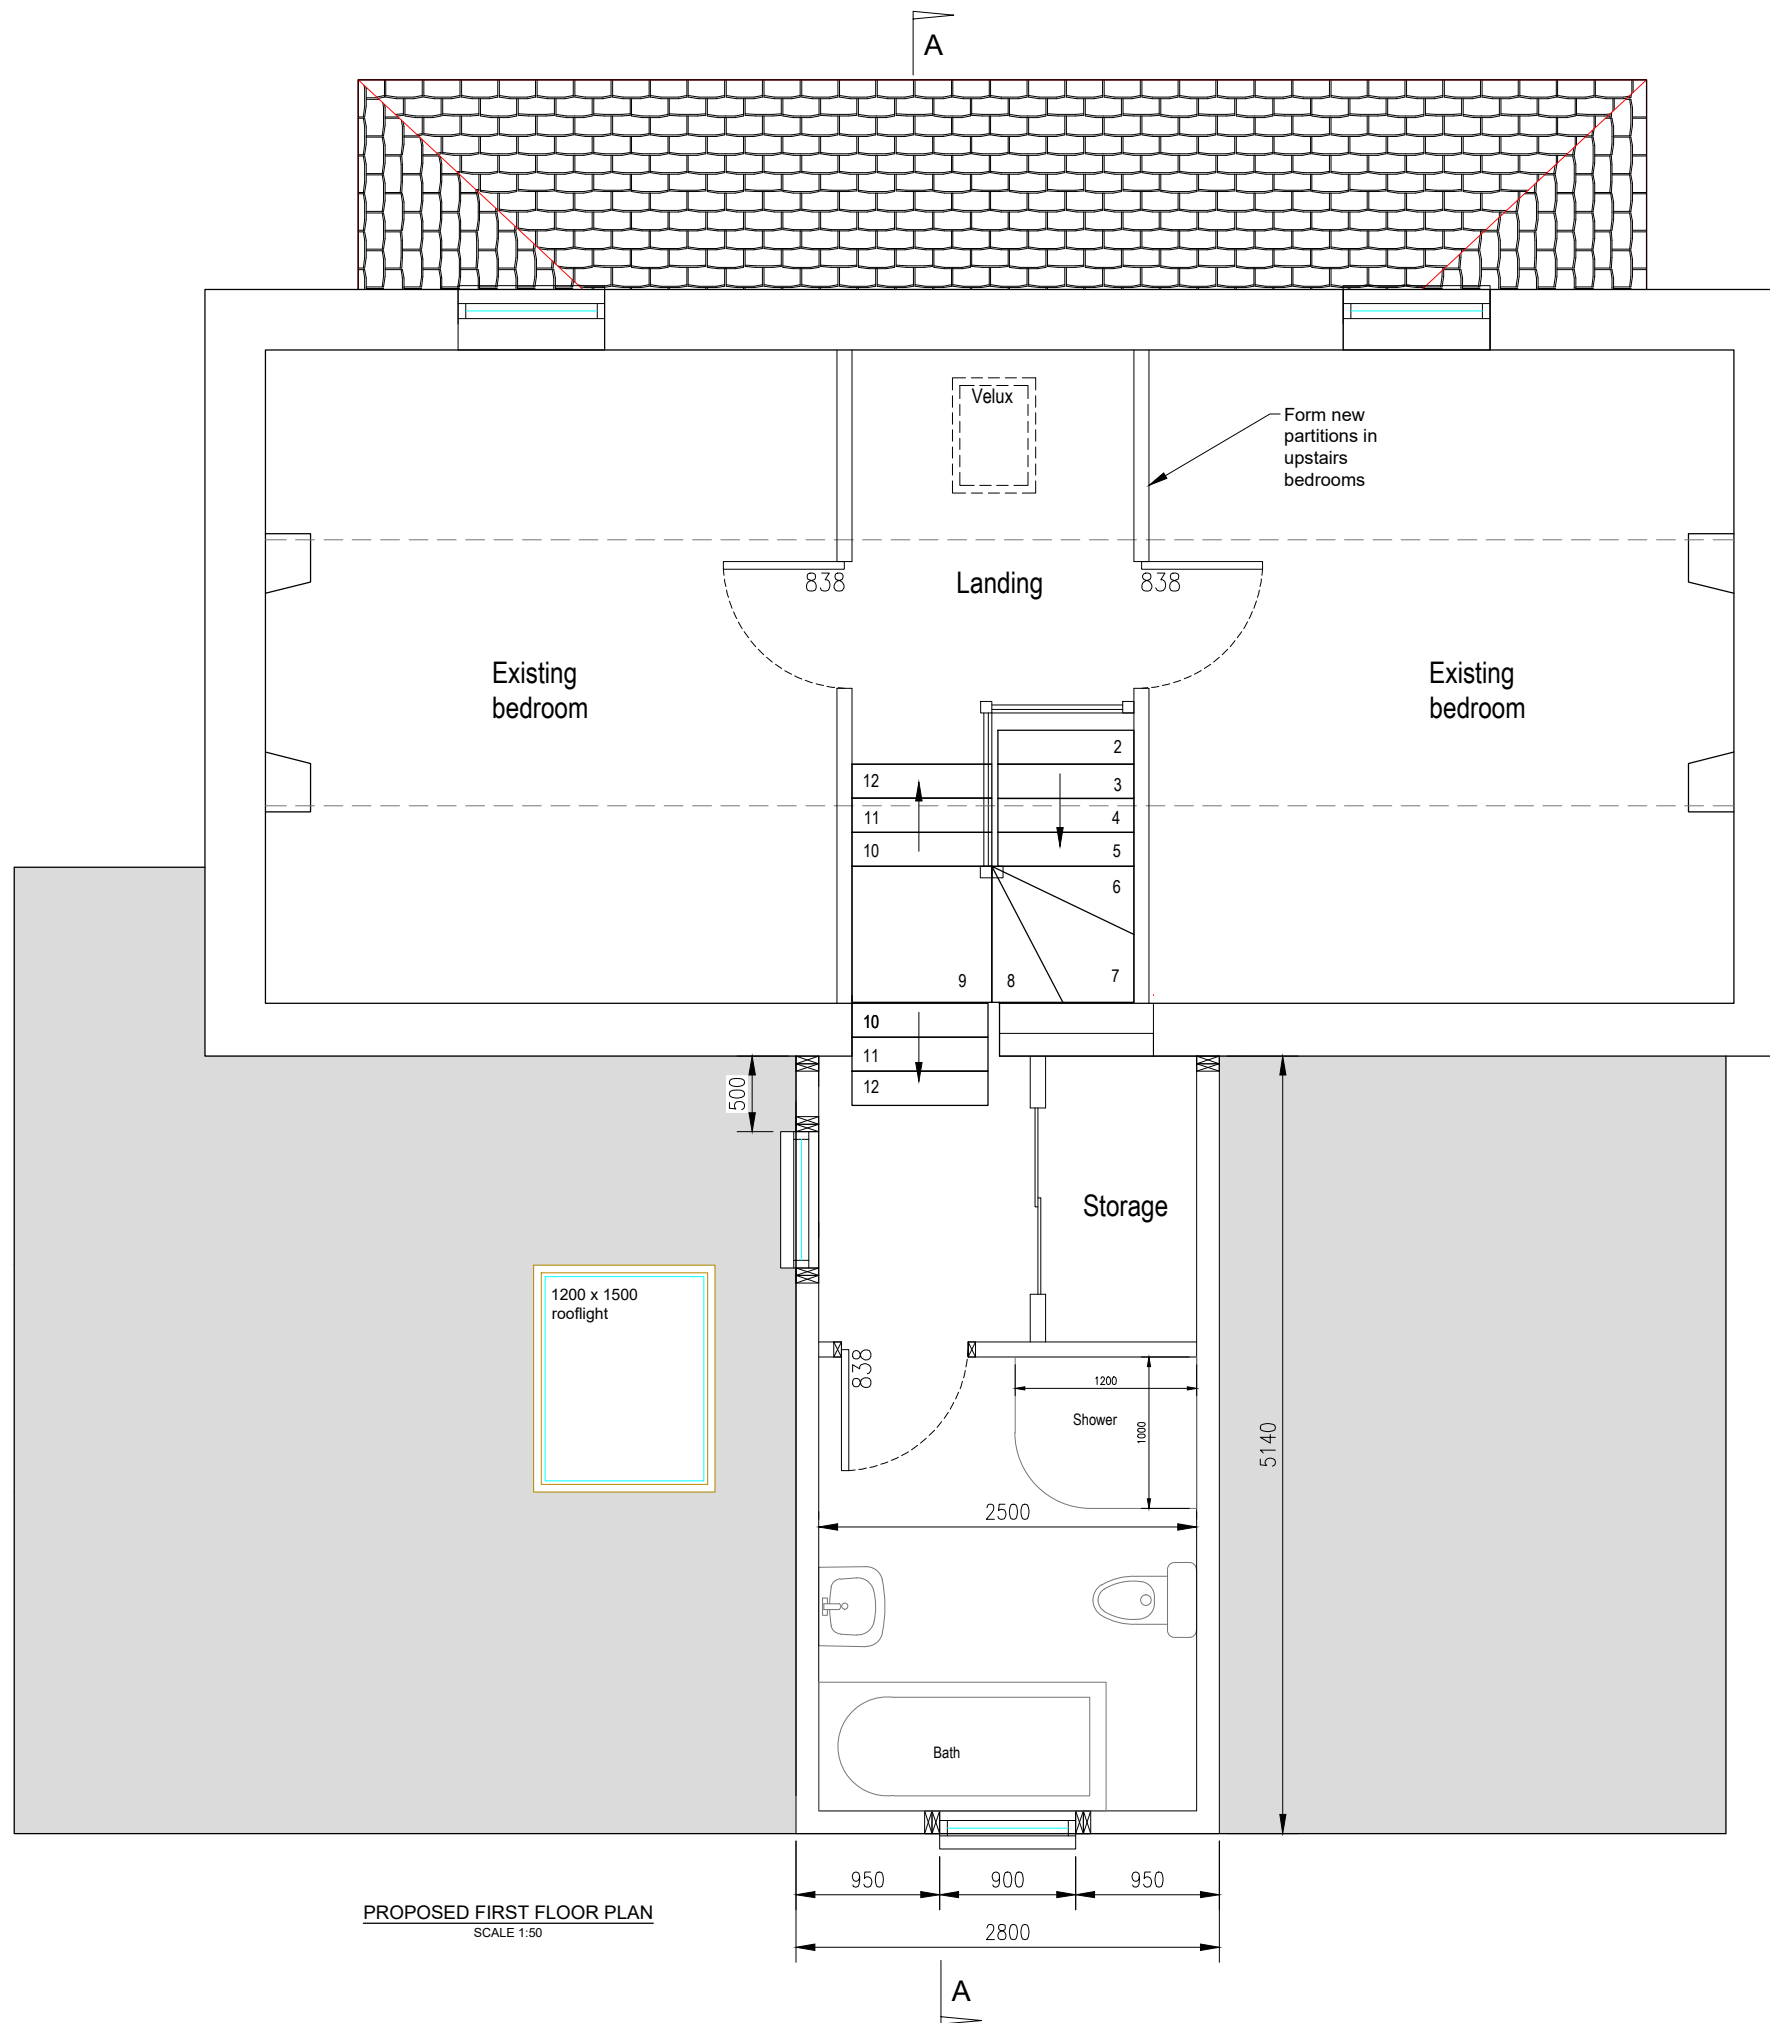 A
Velux
Form new
partitions in
upstairs
bedrooms
838
Landing
838
Existing
bedroom
Existing
bedroom
2
12
3
11
4
10
5
6
9
8
7
10
11
12
500
Storage
1200 x 1500
rooflight
838
1200
Shower
1000
5140
2500
Bath
950
900
950
PROPOSED FIRST FLOOR PLAN
SCALE 1:50
2800
A